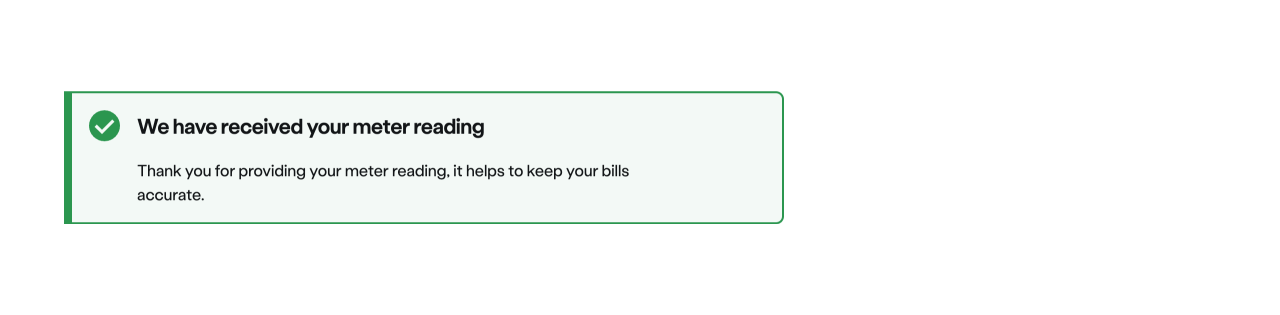 We have received your meter reading
Thank you for providing your meter reading, it helps to keep your bills
accurate.